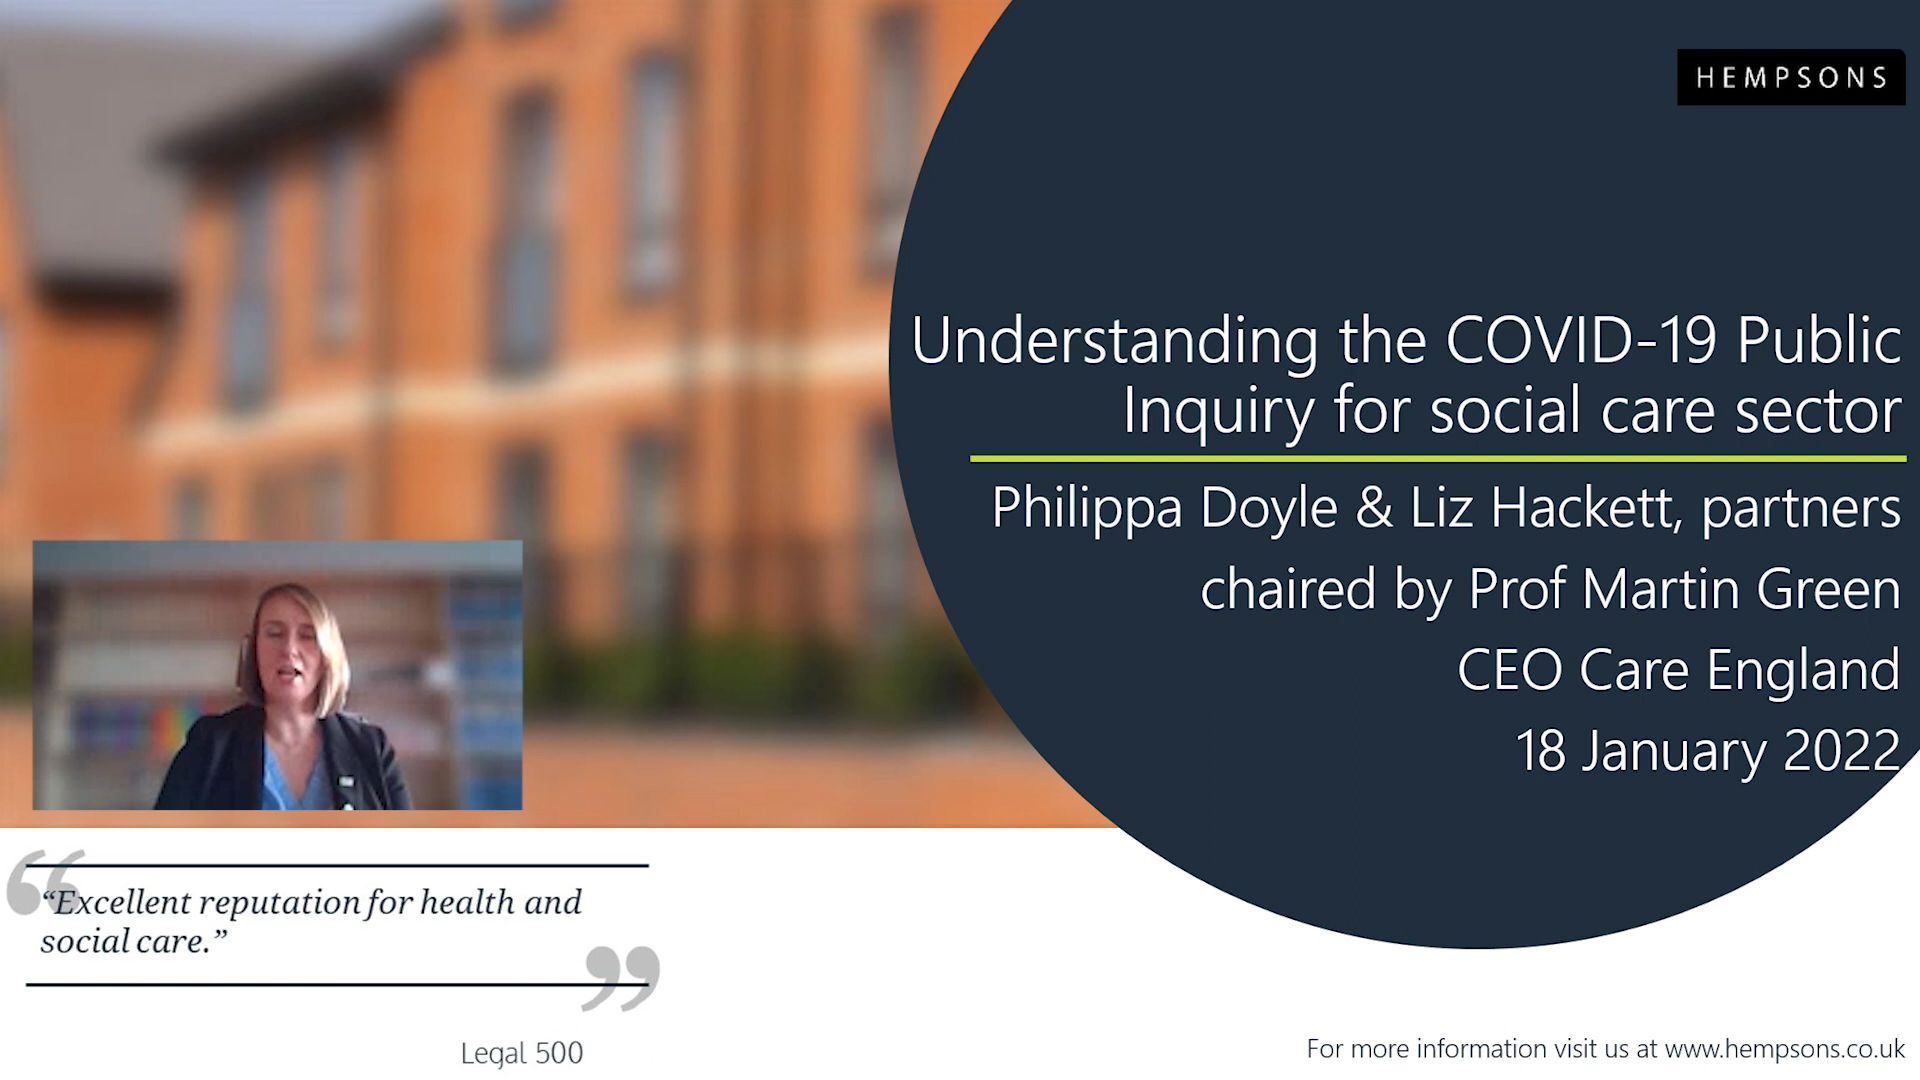 HEMPSONS
Understanding the COVID-19 Public
Inquiry for social care sector
Philippa Doyle & Liz Hackett, partners
chaired by Prof Martin Green
CEO Care England
18 January 2022
“Excellent reputation for health and
social care.”
Legal 500
For more information visit us at www.hempsons.co.uk